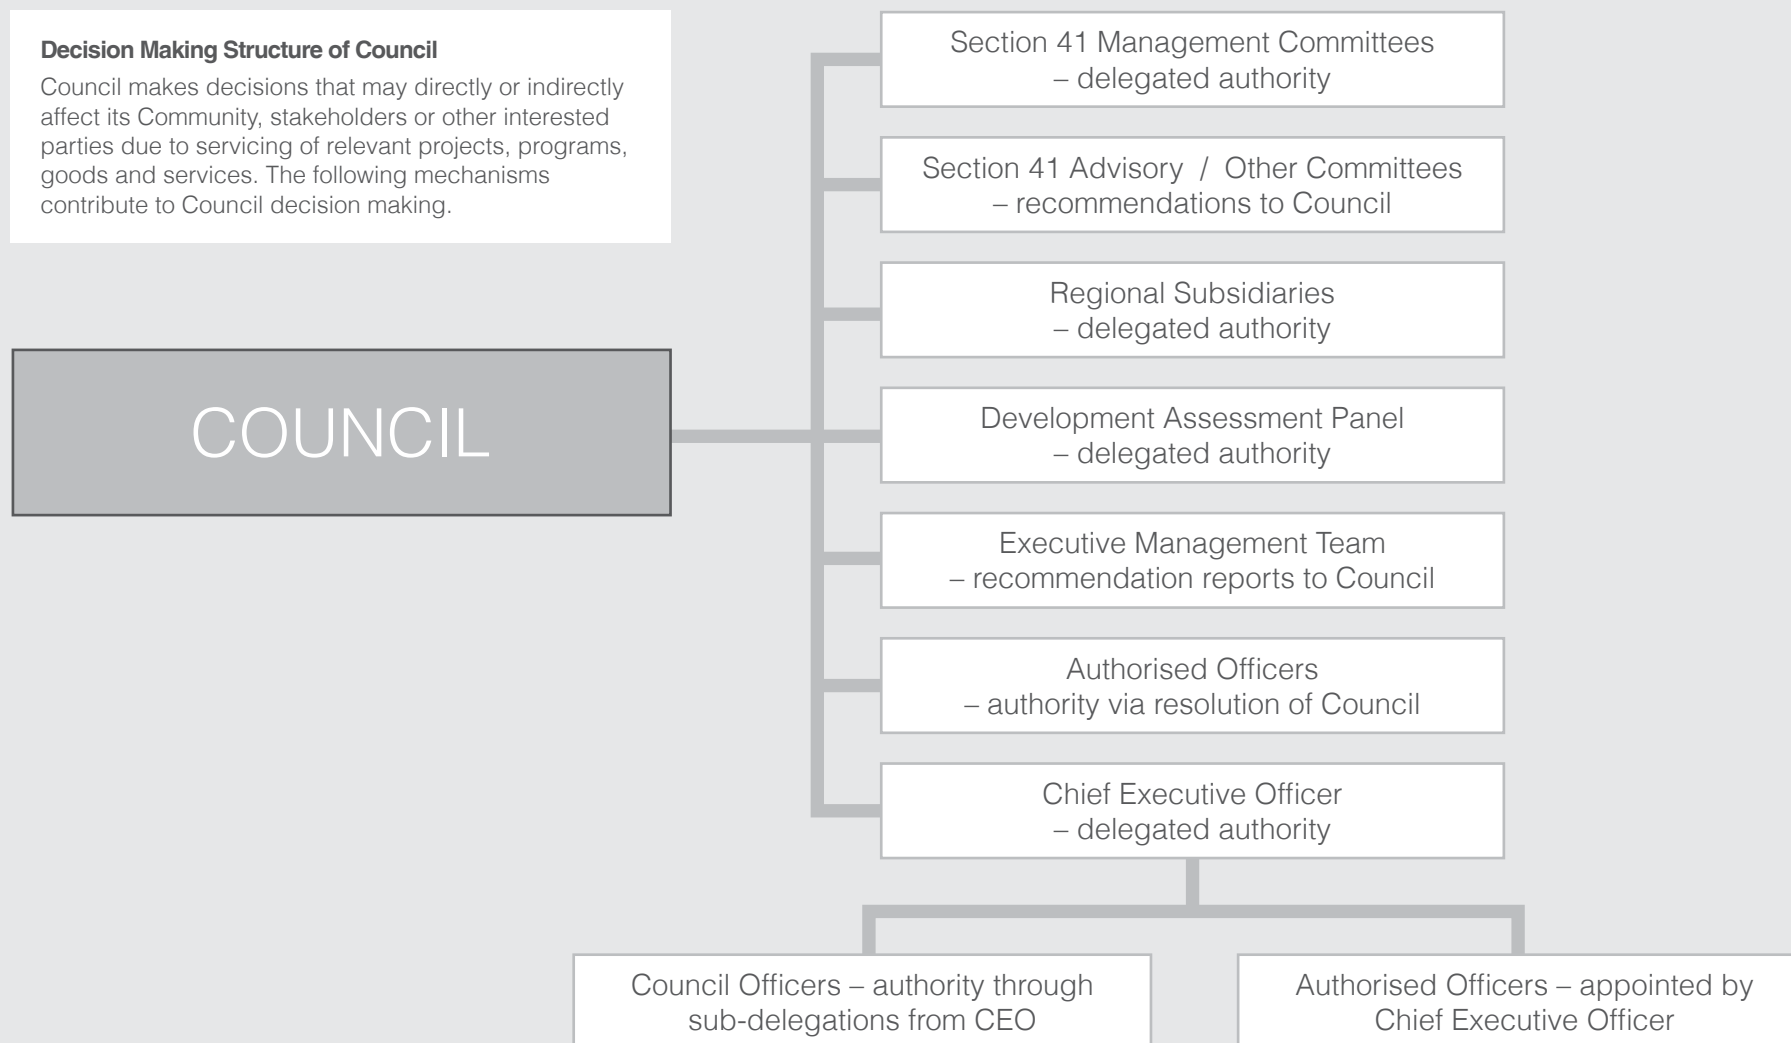 Decision Making Structure of Council
Council makes decisions that may directly or indirectly
affect its Community, stakeholders or other interested
parties due to servicing of relevant projects, programs,
goods and services. The following mechanisms
contribute to Council decision making.
COUNCIL
Section 41 Management Committees
– delegated authority
Section 41 Advisory / Other Committees
– recommendations to Council
Regional Subsidiaries
– delegated authority
Development Assessment Panel
– delegated authority
Executive Management Team
– recommendation reports to Council
Authorised Officers
– authority via resolution of Council
Chief Executive Officer
– delegated authority
Council Officers – authority through
sub-delegations from CEO
Authorised Officers – appointed by
Chief Executive Officer